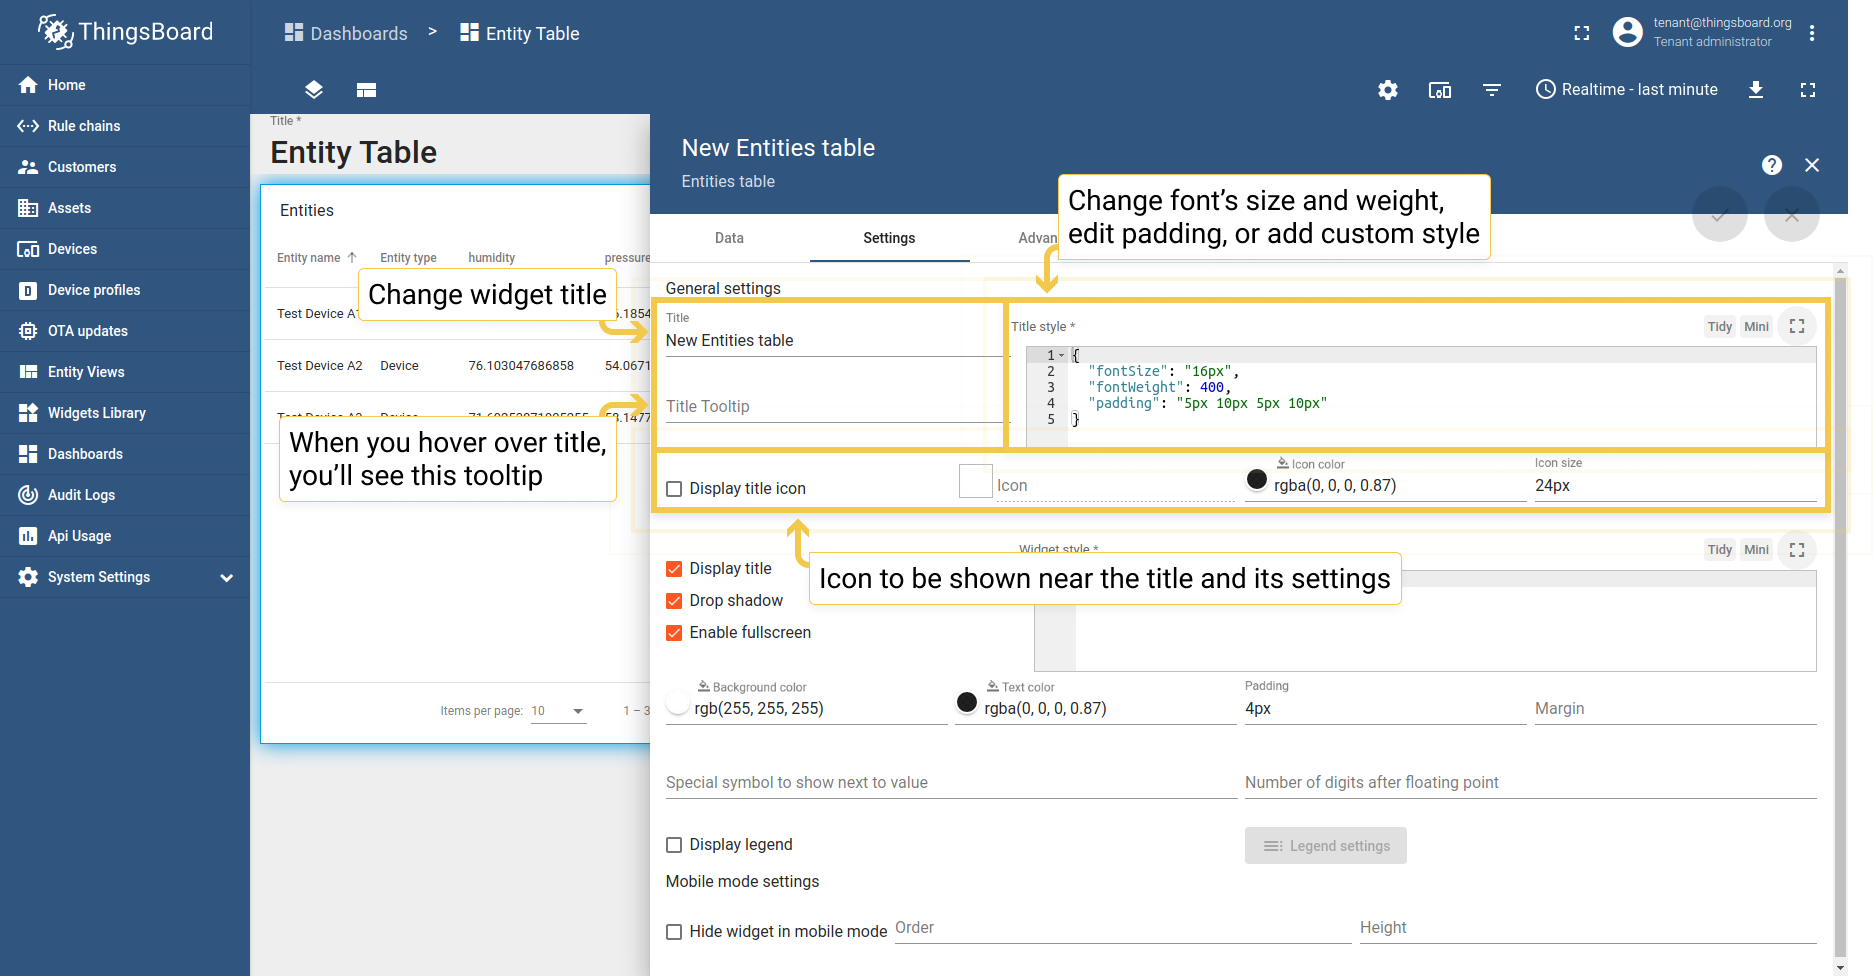 ThingsBoard
Dashboards > Entity Table
tenant@thingsboard.org
Tenant administrator
Realtime - last minute
Home
Rule chains
Customers
Assets
Devices
Device profiles
OTA updates
Entity Views
Widgets Library
Dashboards
Audit Logs
Api Usage
System Settings
Title *
Entity Table
Entities
Entity name Entity type humidity pressure
Test Device A1
Test Device A2 Device 76.103047686858 54.0671
Items per page: 10 1 – 3
Change widget title
When you hover over title,
you’ll see this tooltip
New Entities table
Entities table
Change font’s size and weight,
edit padding, or add custom style
Data Settings Advan
General settings
Title
New Entities table
Title Tooltip
Title style * Tidy Mini
1 {
2 "fontSize": "16px",
3 "fontWeight": 400,
4 "padding": "5px 10px 5px 10px"
5 }
Display title icon
Icon
Icon color
rgba(0, 0, 0, 0.87)
Icon size
24px
Icon to be shown near the title and its settings
Widget style * Tidy Mini
Display title
Drop shadow
Enable fullscreen
Background color
rgb(255, 255, 255)
Text color
rgba(0, 0, 0, 0.87)
Padding
4px
Margin
Special symbol to show next to value
Number of digits after floating point
Display legend
Legend settings
Mobile mode settings
Hide widget in mobile mode
Order
Height